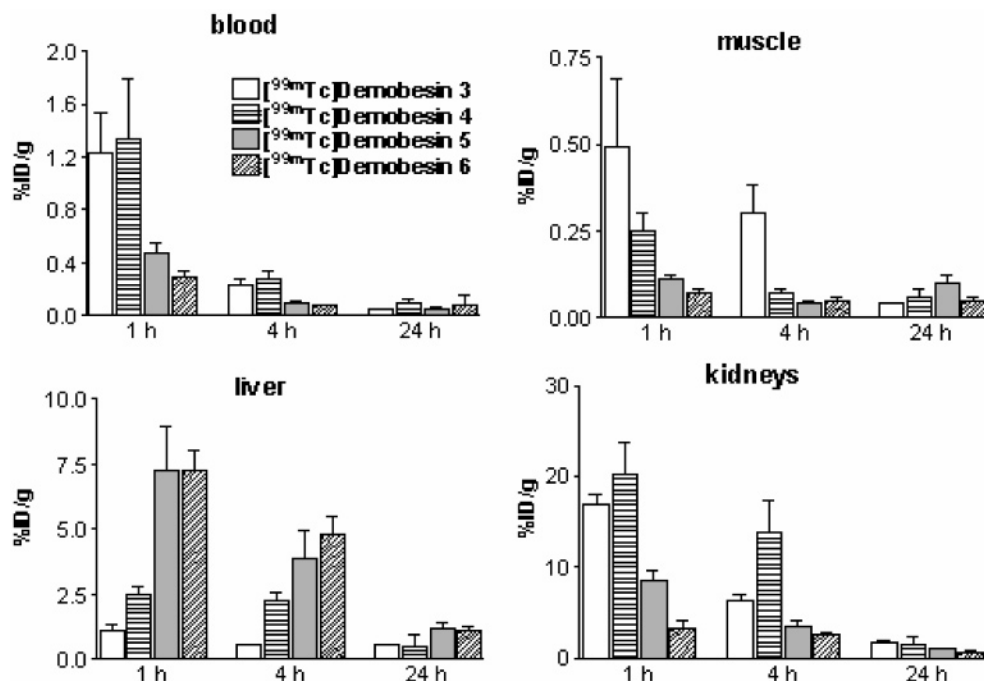 blood
%ID/g
2.0
1.6
1.2
0.8
0.4
0.0
[⁹⁹ᵐTc]Demobesin 3
[⁹⁹ᵐTc]Demobesin 4
[⁹⁹ᵐTc]Demobesin 5
[⁹⁹ᵐTc]Demobesin 6
1 h 4 h 24 h
muscle
%ID/g
0.75
0.50
0.25
0.00
1 h 4 h 24 h
liver
%ID/g
10.0
7.5
5.0
2.5
0.0
1 h 4 h 24 h
kidneys
%ID/g
30
20
10
0
1 h 4 h 24 h